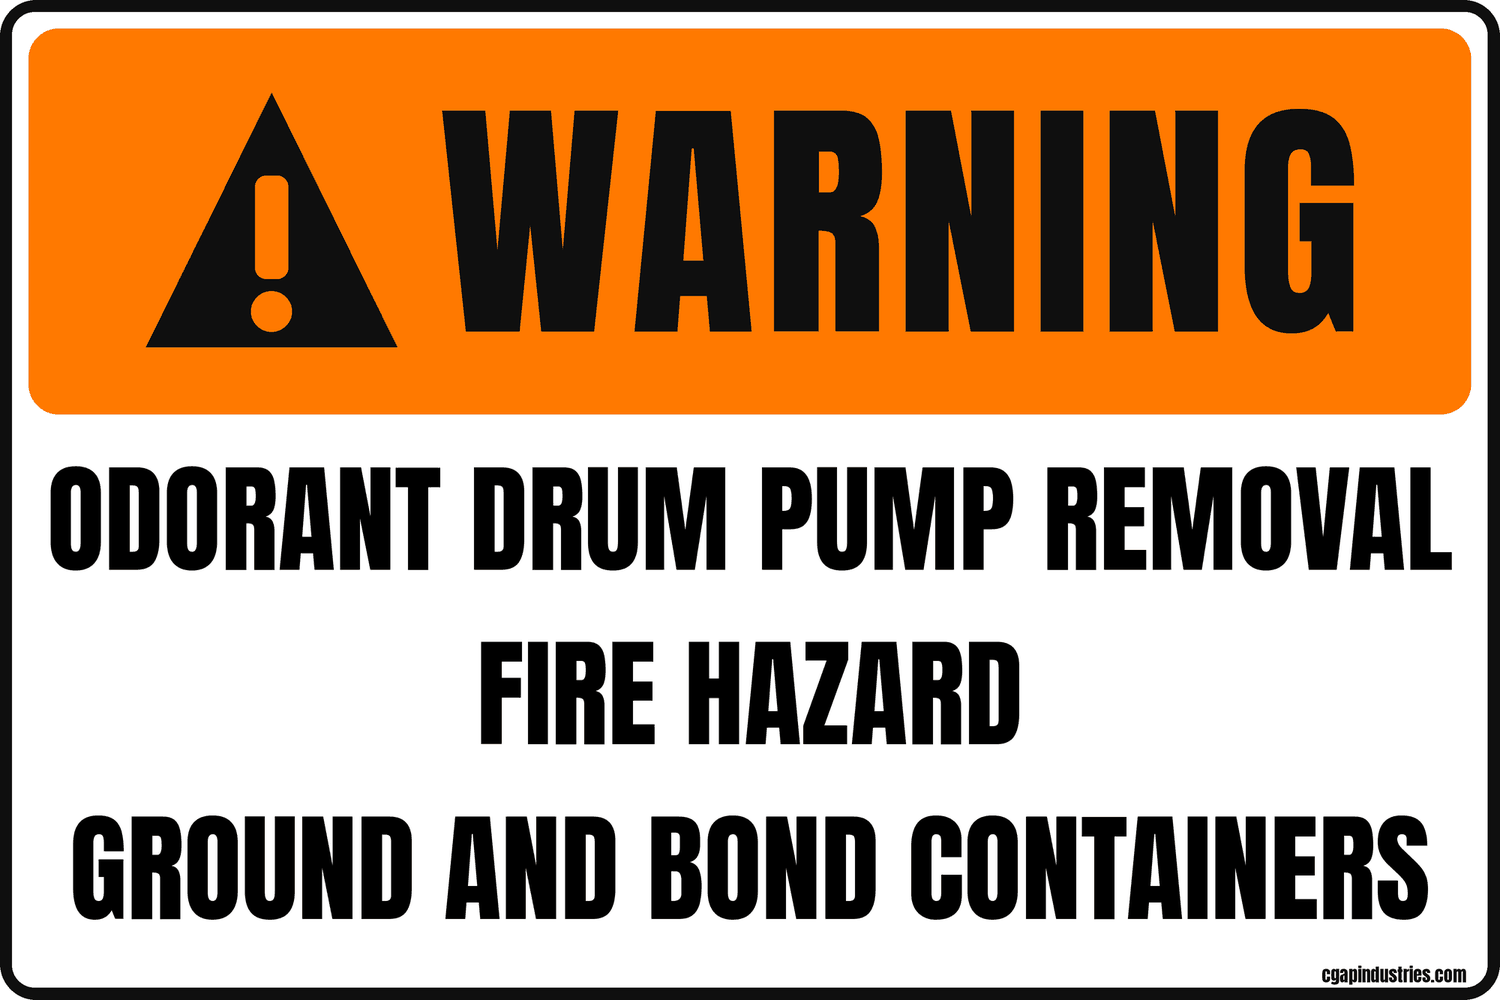 WARNING
ODORANT DRUM PUMP REMOVAL
FIRE HAZARD
GROUND AND BOND CONTAINERS
cgapindustries.com